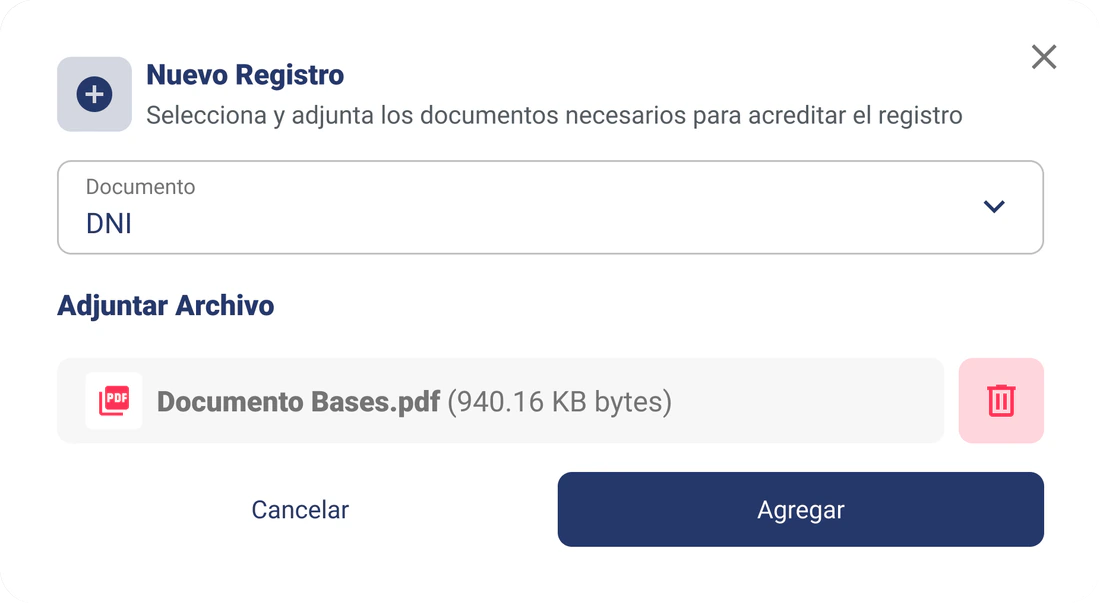 Nuevo Registro
Selecciona y adjunta los documentos necesarios para acreditar el registro
Documento
DNI
Adjuntar Archivo
PDF
Documento Bases.pdf (940.16 KB bytes)
Cancelar
Agregar